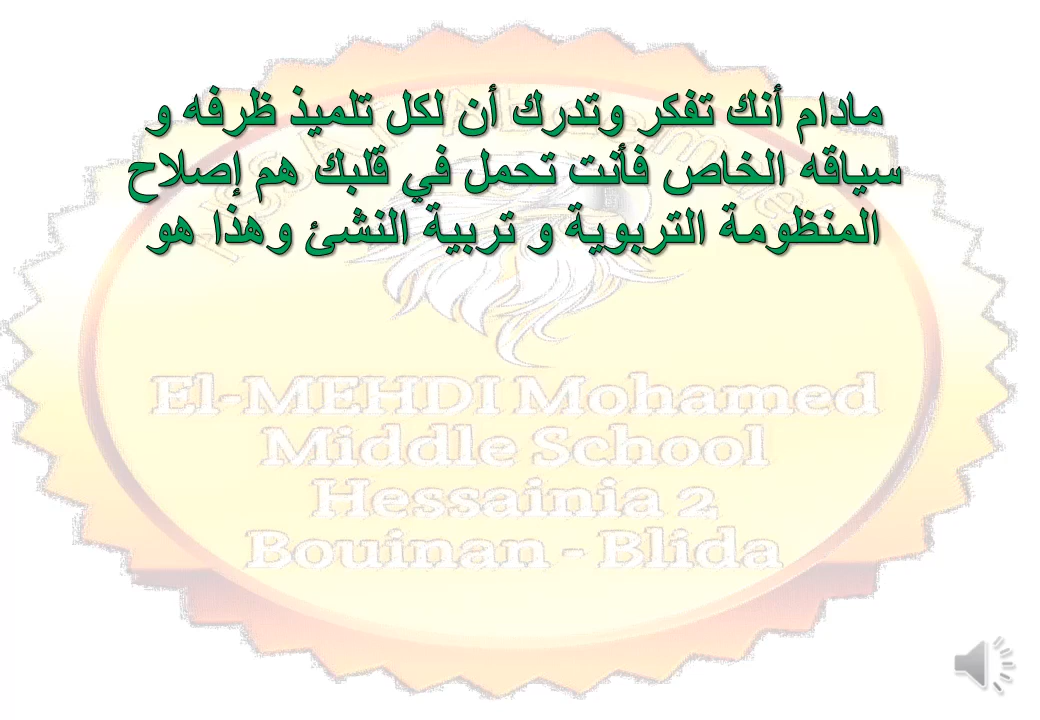 مادام أنك تفكر وتدرك أن لكل تلميذ ظرفه و
سياقه الخاص فأنت تحمل في قلبك هم إصلاح
المنظومة التربوية و تربية النشئ وهذا هو
El-MEHDI Mohamed
Middle School
Hessainia 2
Bouinan - Blida